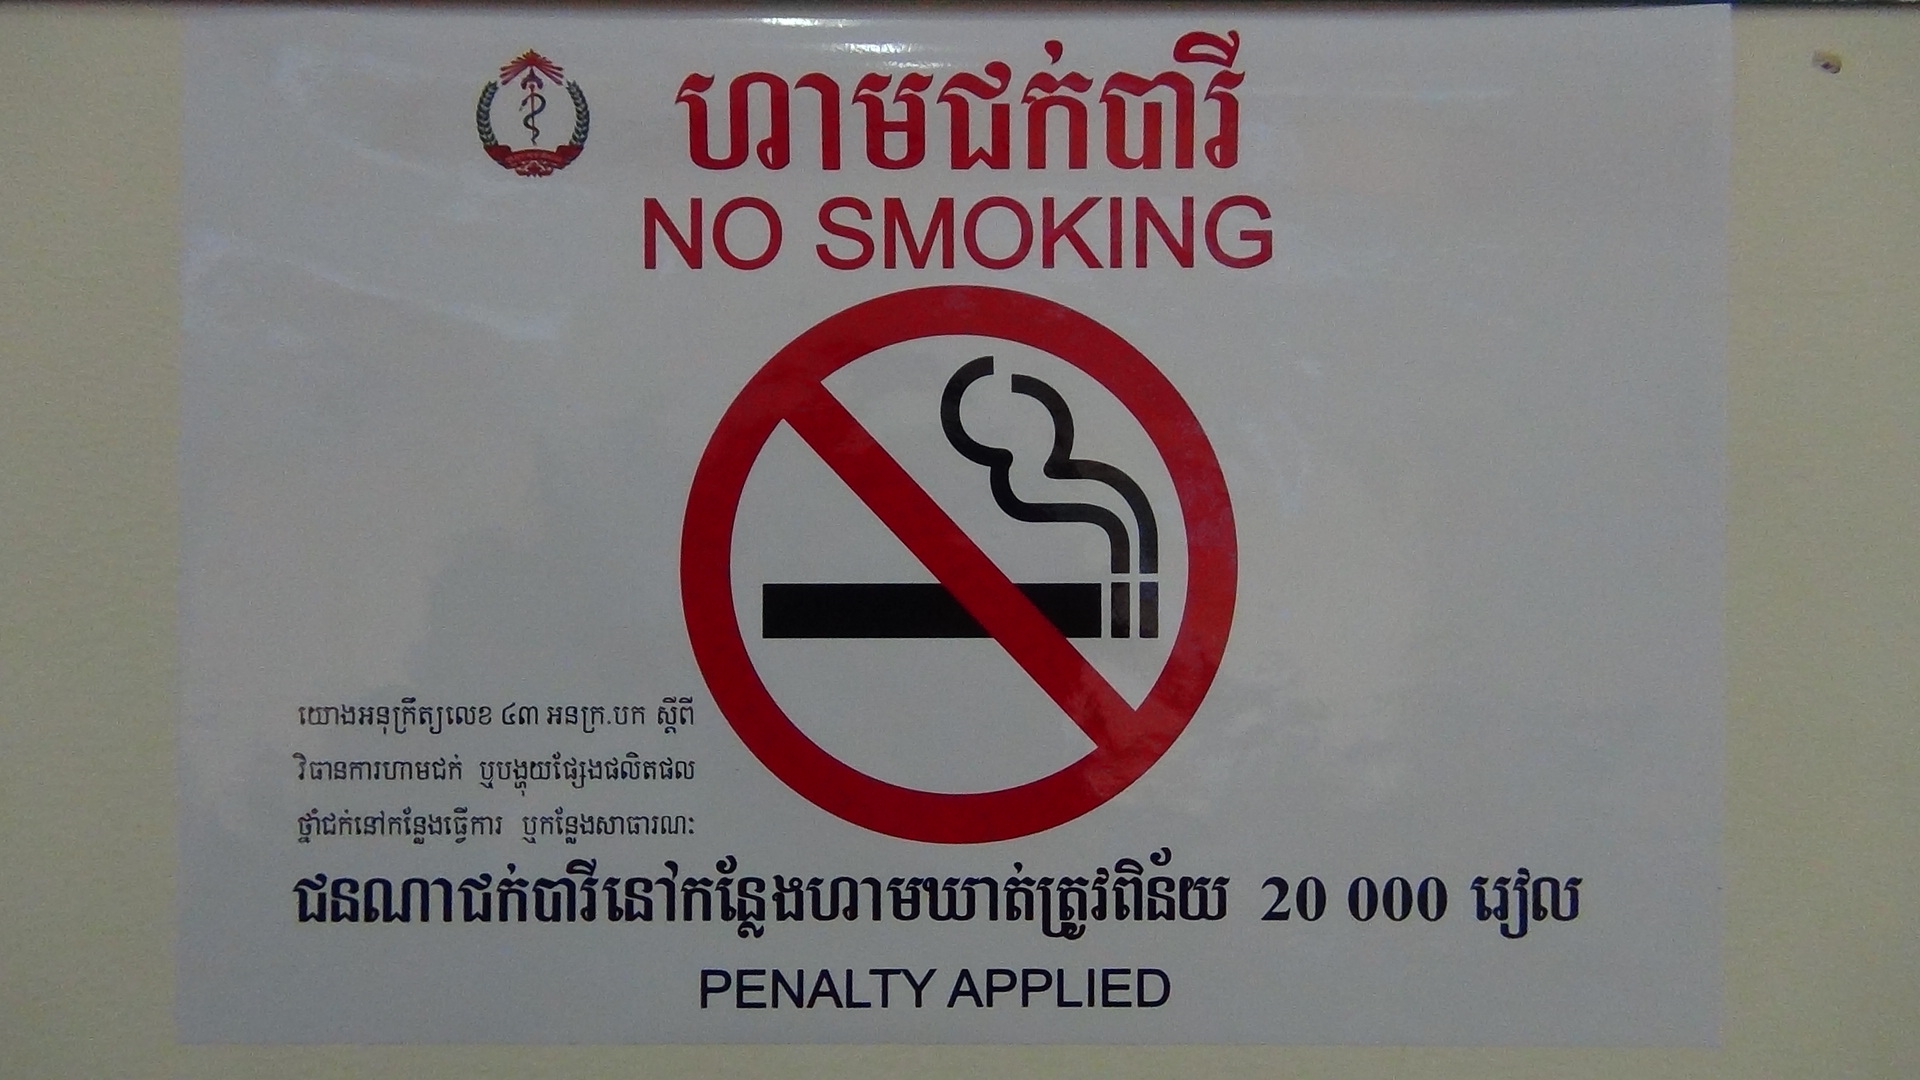 ហាមជក់បារី
NO SMOKING
យោងអនុក្រឹត្យលេខ ៤៣ អនក្រ.បក ស្តីពី
វិធានការហាមជក់ ឬបង្ហុយផ្សែងផលិតផល
ថ្នាំជក់នៅកន្លែងធ្វើការ ឬកន្លែងសាធារណៈ
ជនណាជក់បារីនៅកន្លែងហាមឃាត់ត្រូវពិន័យ 20 000 រៀល
PENALTY APPLIED